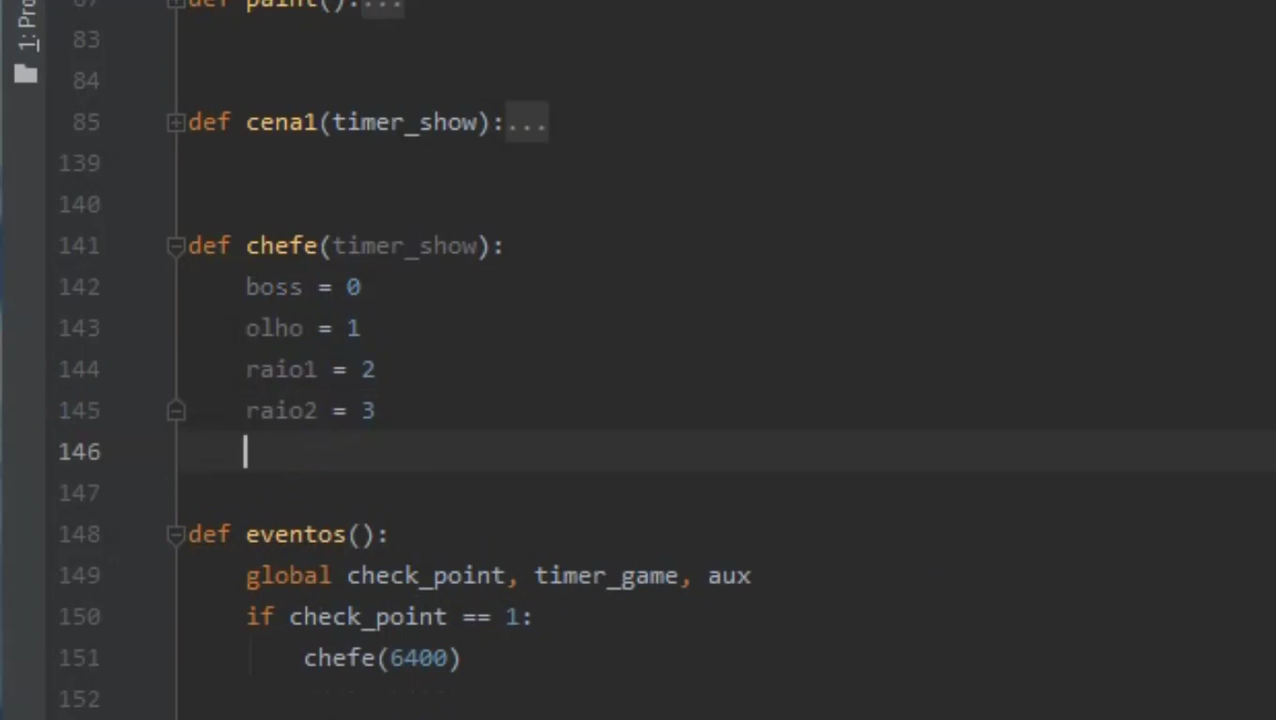 1: Pro
def paint():...
83
84
85 def cena1(timer_show):...
139
140
141 def chefe(timer_show):
142 boss = 0
143 olho = 1
144 raio1 = 2
145 raio2 = 3
146
147
148 def eventos():
149 global check_point, timer_game, aux
150 if check_point == 1:
151 chefe(6400)
152